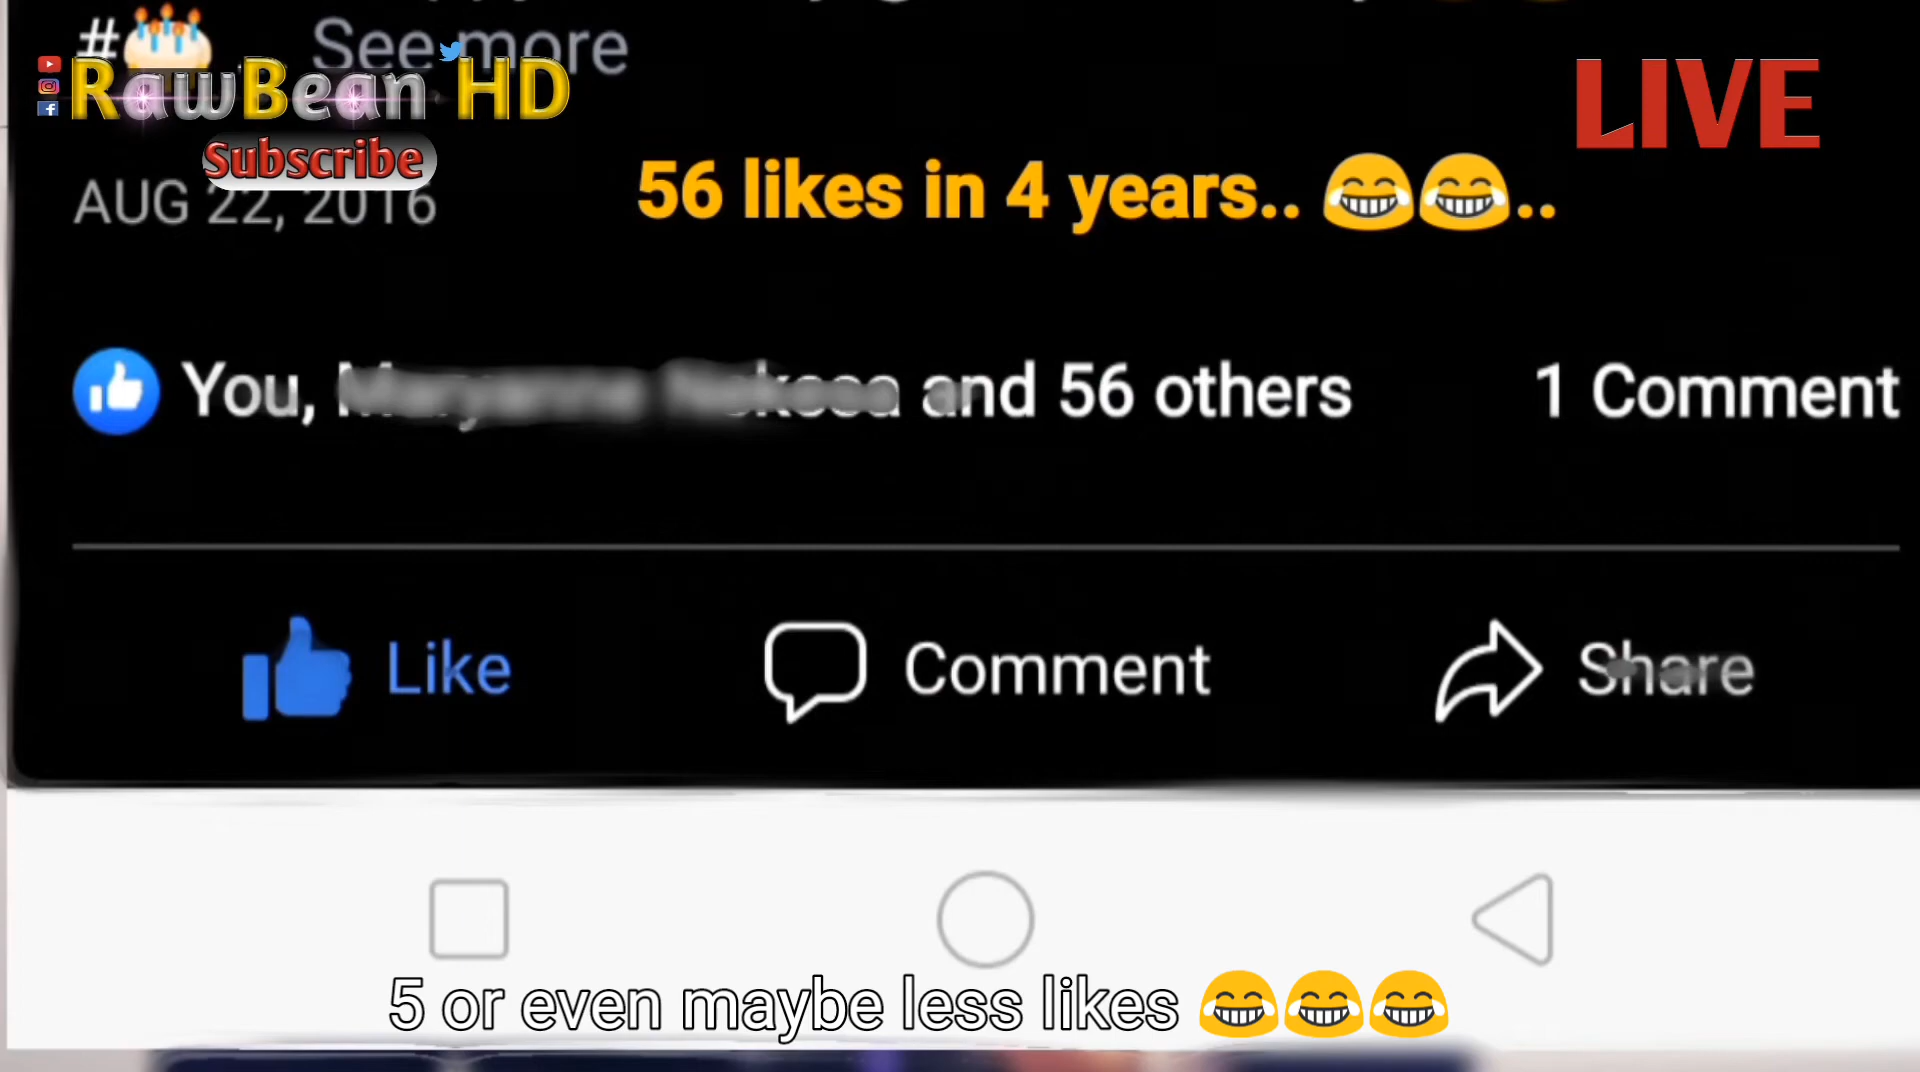 #🎂 See more
RawBean HD
LIVE
Subscribe
AUG 22, 2016
56 likes in 4 years.. 😂😂..
You, and 56 others
1 Comment
Like
Comment
Share
5 or even maybe less likes 😂😂😂